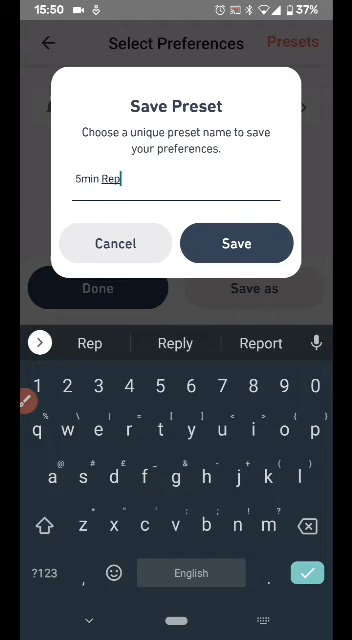 15:50 37%
Select Preferences Presets
Save Preset
Choose a unique preset name to save
your preferences.
5min Rep
Cancel Save
Done Save as
Rep Reply Report
1 2 3 4 5 6 7 8 9 0
% \ | = [ ] < > { }
q w e r t y u i o p
@ # £ _ & - + ( )
a s d f g h j k l
* " ' : ; ! ?
z x c v b n m
?123 , English .